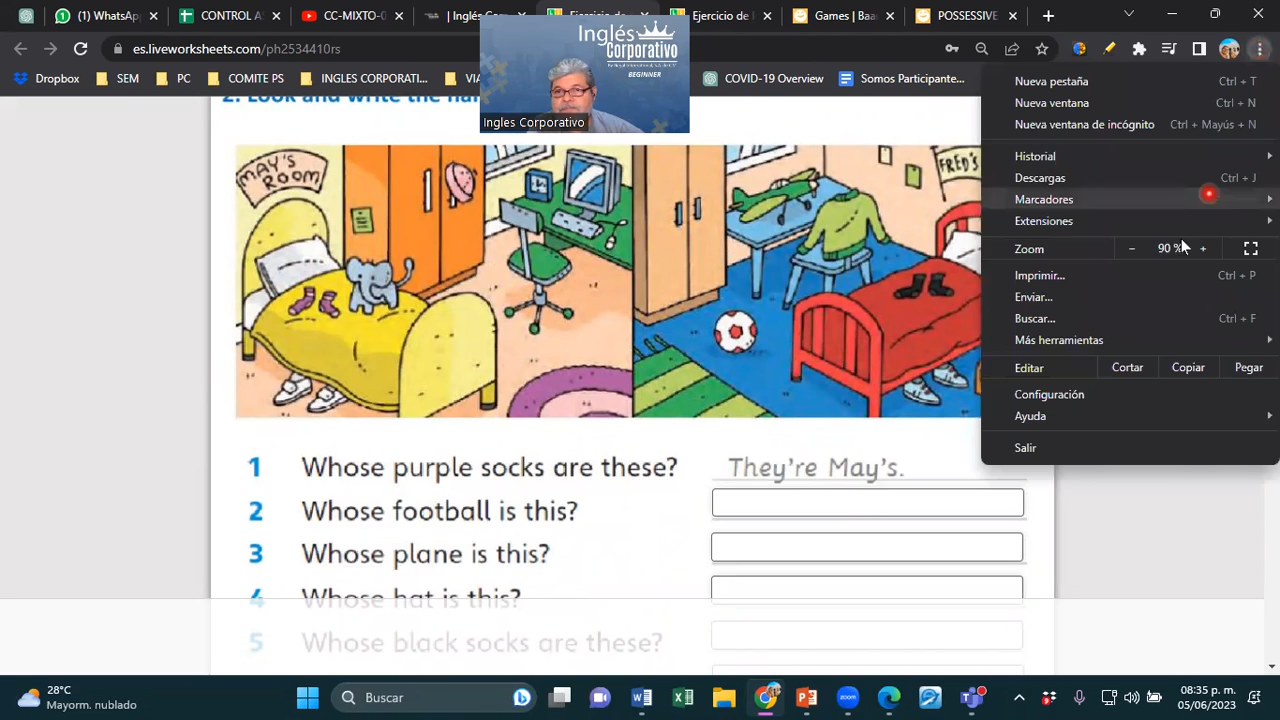 (WhatsApp
CONTROL A
CC-MIXTO-0
Inglés Co
Ejercicio de
Ejercicio de
Games | Baa
POSSESSIVE
es.liveworksheets.com/ph2534410rs
Dropbox
SEM
PC
COMITE PS
INGLES CORPORATI...
COVID-19 Overview
Somos Participante...
Inglés
Corporativo
BEGINNER
Ingles Corporativo
MAY'S
ROOM
FRED'S
1 Whose purple socks are these? They're May's.
2 Whose football is this?
3 Whose plane is this?
4 Whose hat is this?
5 Whose black socks are these?
Nueva pestaña Ctrl + T
Nueva ventana Ctrl + N
Nueva ventana de incógnito Ctrl + Mayús + N
Historial
Descargas Ctrl + J
Marcadores
Extensiones
Zoom − 90 % +
Imprimir... Ctrl + P
Enviar...
Buscar... Ctrl + F
Más herramientas
Editar Cortar Copiar Pegar
Configuración
Ayuda
Salir
28°C
Mayorm. nublado
Buscar
08:35 p. m.
05/06/2023